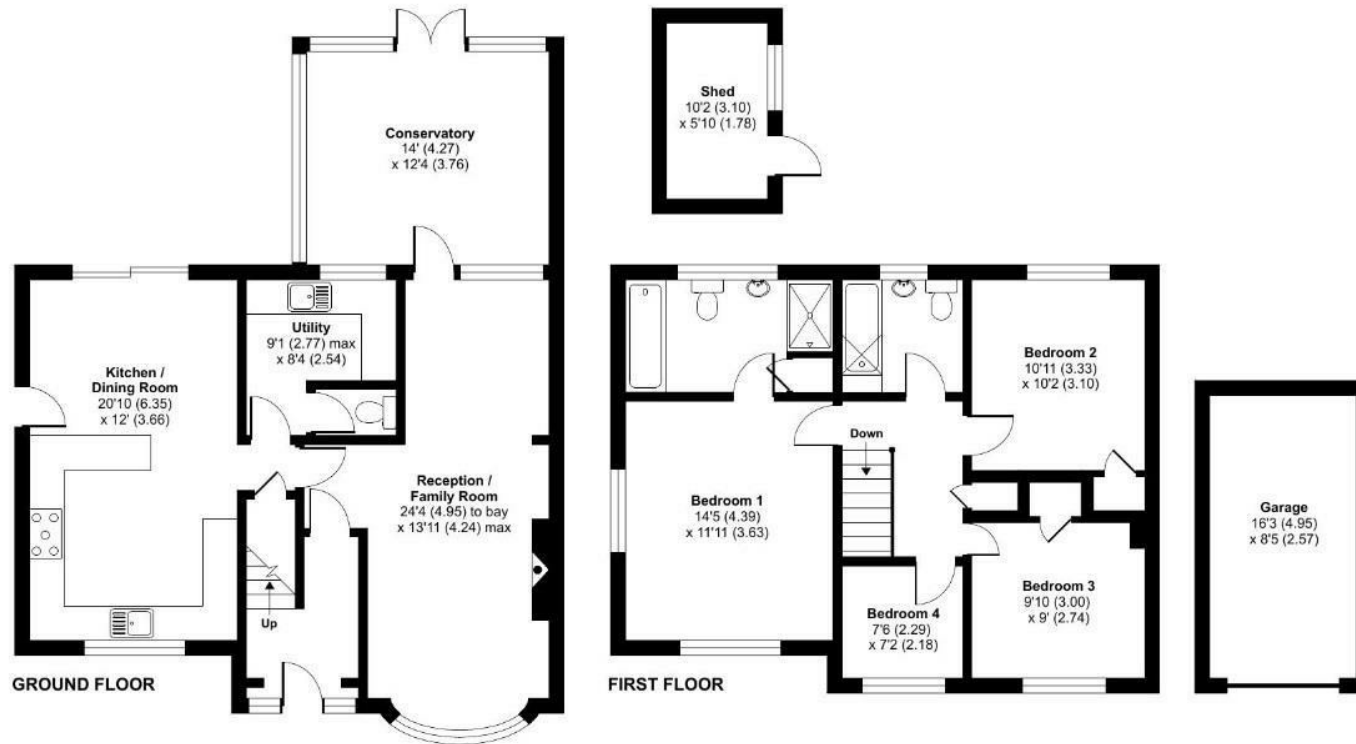 Conservatory
14' (4.27)
x 12'4 (3.76)
Shed
10'2 (3.10)
x 5'10 (1.78)
Utility
9'1 (2.77) max
x 8'4 (2.54)
Kitchen /
Dining Room
20'10 (6.35)
x 12' (3.66)
Reception /
Family Room
24'4 (4.95) to bay
x 13'11 (4.24) max
Up
GROUND FLOOR
Bedroom 1
14'5 (4.39)
x 11'11 (3.63)
Down
Bedroom 2
10'11 (3.33)
x 10'2 (3.10)
Bedroom 3
9'10 (3.00)
x 9' (2.74)
Bedroom 4
7'6 (2.29)
x 7'2 (2.18)
FIRST FLOOR
Garage
16'3 (4.95)
x 8'5 (2.57)